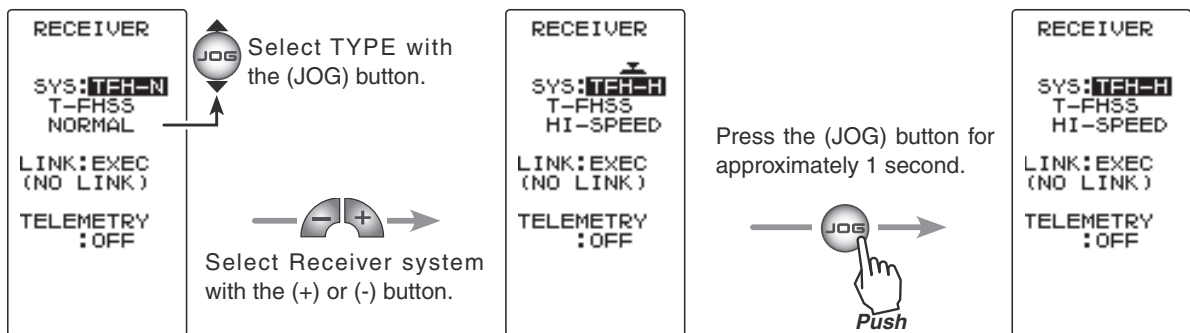 RECEIVER
SYS:TFH-N
T-FHSS
NORMAL
LINK:EXEC
(NO LINK)
TELEMETRY
:OFF
JOG
Select TYPE with
the (JOG) button.
- +
Select Receiver system
with the (+) or (-) button.
RECEIVER
SYS:TFH-H
T-FHSS
HI-SPEED
LINK:EXEC
(NO LINK)
TELEMETRY
:OFF
Press the (JOG) button for
approximately 1 second.
JOG
Push
RECEIVER
SYS:TFH-H
T-FHSS
HI-SPEED
LINK:EXEC
(NO LINK)
TELEMETRY
:OFF